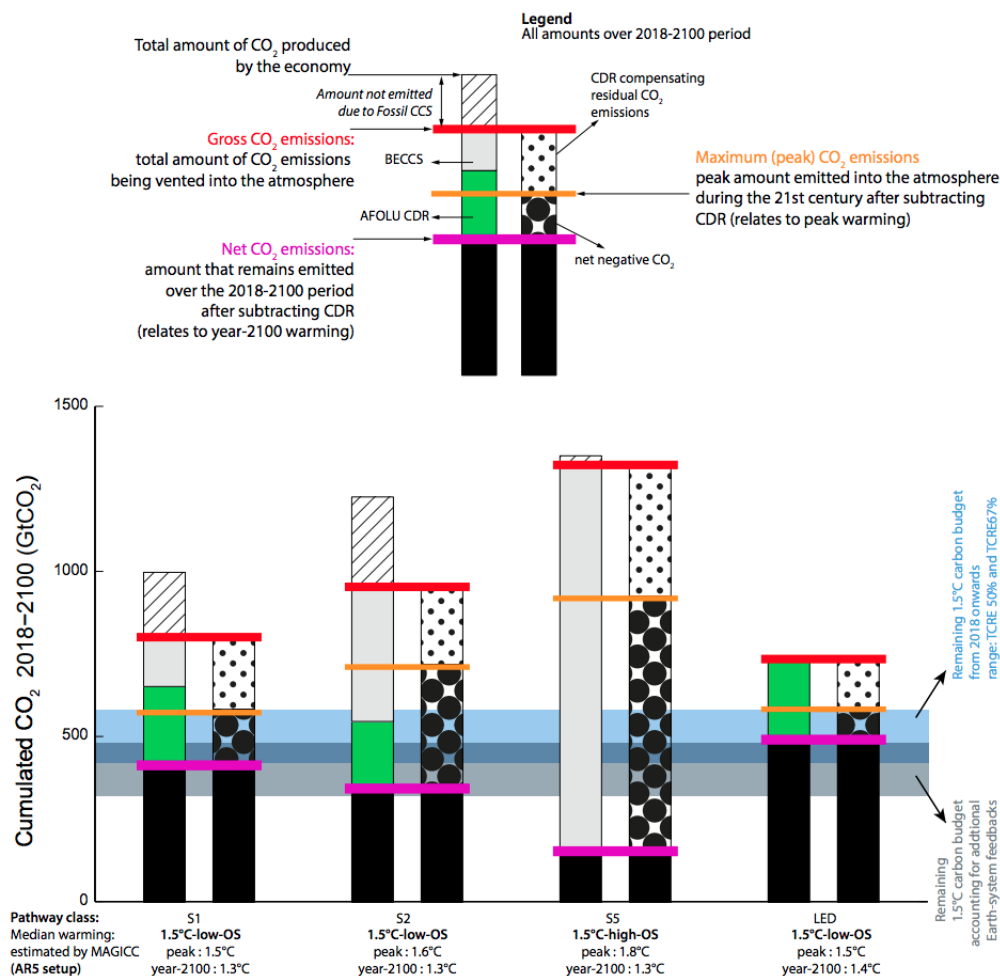 Legend
All amounts over 2018-2100 period
Total amount of CO₂ produced
by the economy
Amount not emitted
due to Fossil CCS
CDR compensating
residual CO₂
emissions
Gross CO₂ emissions:
total amount of CO₂ emissions
being vented into the atmosphere
BECCS
AFOLU CDR
Maximum (peak) CO₂ emissions
peak amount emitted into the atmosphere
during the 21st century after subtracting
CDR (relates to peak warming)
Net CO₂ emissions:
amount that remains emitted
over the 2018-2100 period
after subtracting CDR
(relates to year-2100 warming)
net negative CO₂
Cumulated CO₂ 2018–2100 (GtCO₂)
1500
1000
500
0
Remaining 1.5°C carbon budget
from 2018 onwards
range: TCRE 50% and TCRE67%
Remaining
1.5°C carbon budget
accounting for addtional
Earth-system feedbacks
Pathway class: S1 S2 S5 LED
Median warming: 1.5°C-low-OS 1.5°C-low-OS 1.5°C-high-OS 1.5°C-low-OS
estimated by MAGICC peak : 1.5°C peak : 1.6°C peak : 1.8°C peak : 1.5°C
(AR5 setup) year-2100 : 1.3°C year-2100 : 1.3°C year-2100 : 1.3°C year-2100 : 1.4°C